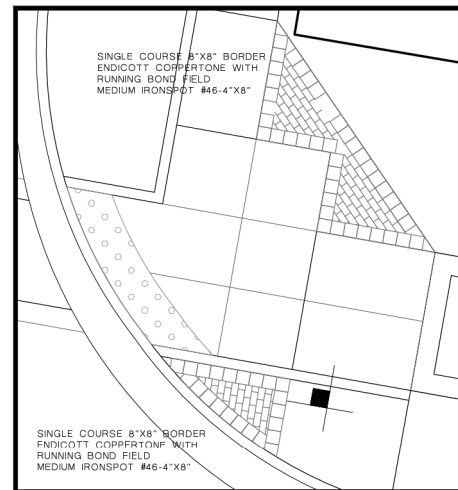 SINGLE COURSE 8"X8" BORDER
ENDICOTT COPPERTONE WITH
RUNNING BOND FIELD
MEDIUM IRONSPOT #46-4"X8"
SINGLE COURSE 8"X8" BORDER
ENDICOTT COPPERTONE WITH
RUNNING BOND FIELD
MEDIUM IRONSPOT #46-4"X8"